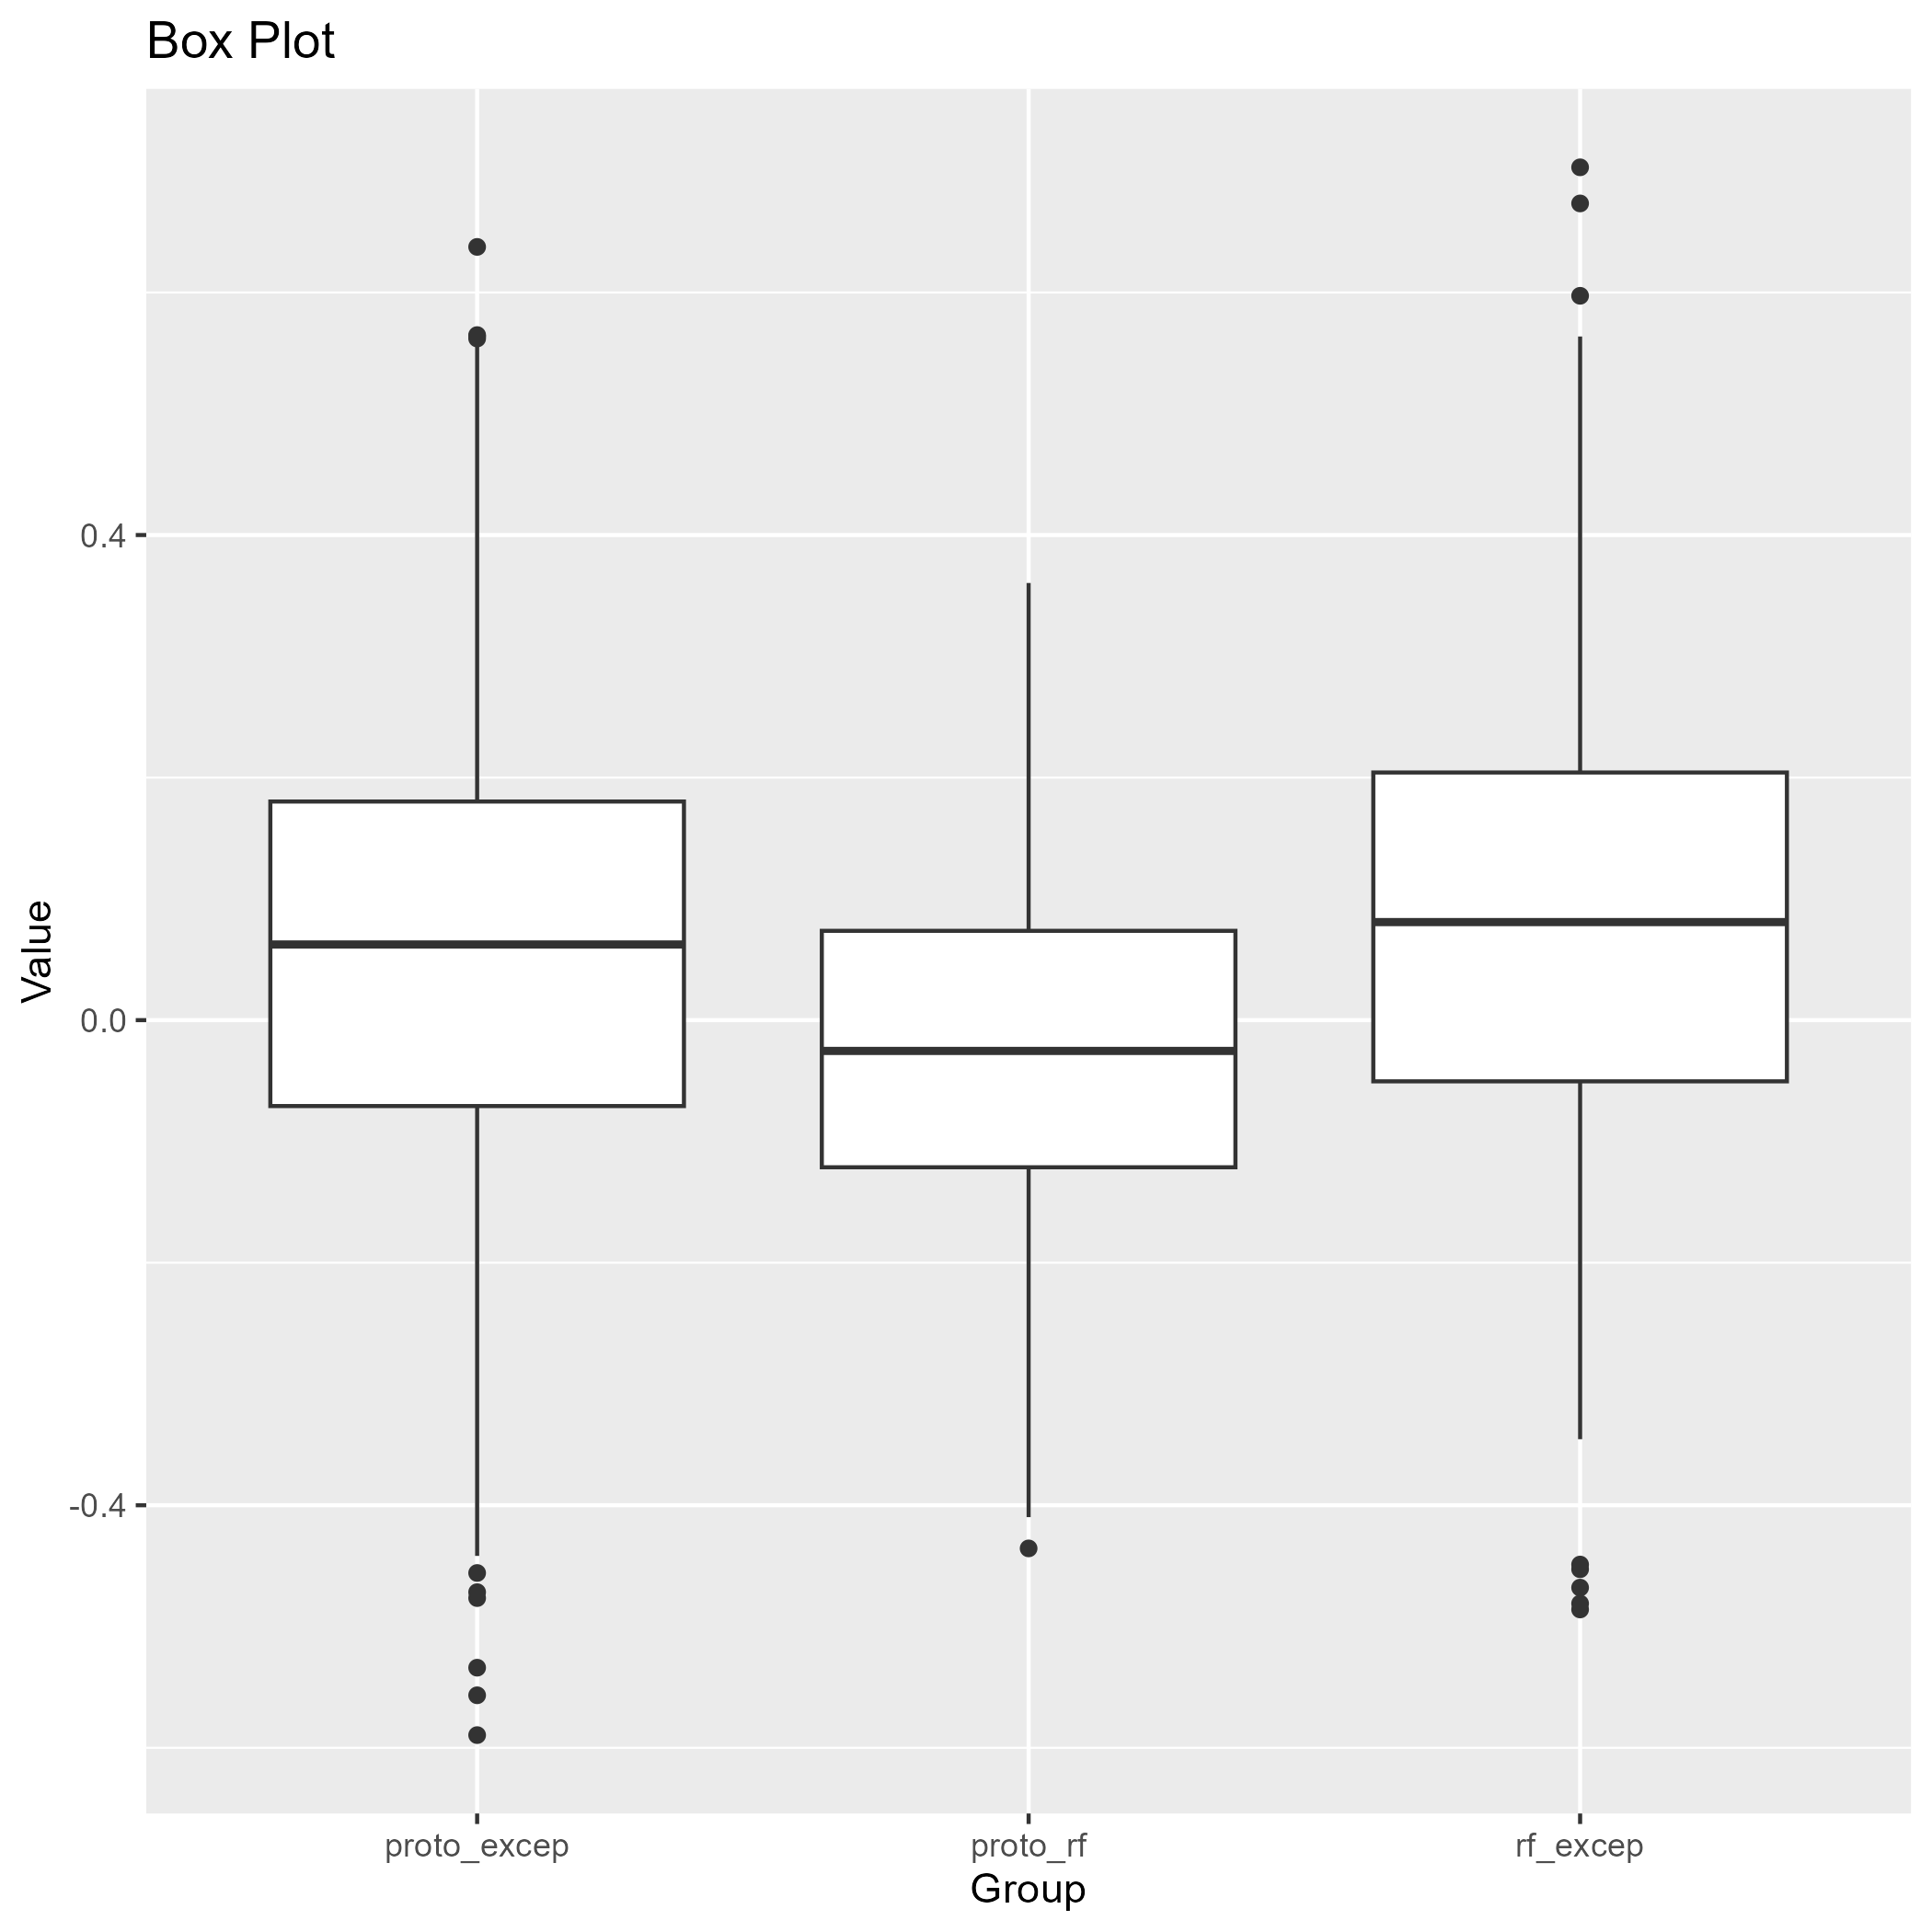 Box Plot
Value
0.4
0.0
-0.4
proto_excep
proto_rf
rf_excep
Group